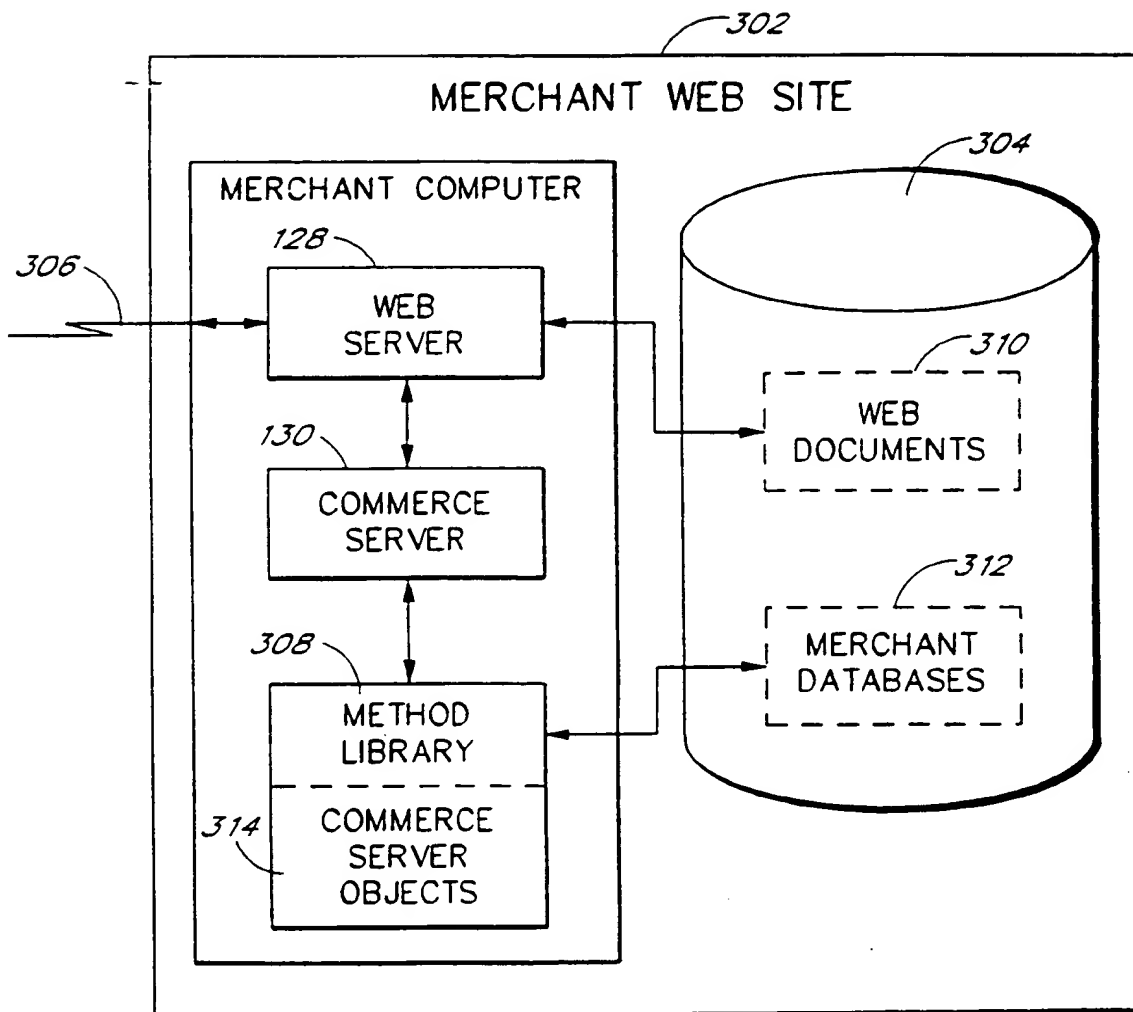 302
MERCHANT WEB SITE
304
MERCHANT COMPUTER
128
306
WEB
SERVER
310
WEB
DOCUMENTS
130
COMMERCE
SERVER
312
308
MERCHANT
DATABASES
METHOD
LIBRARY
314
COMMERCE
SERVER
OBJECTS